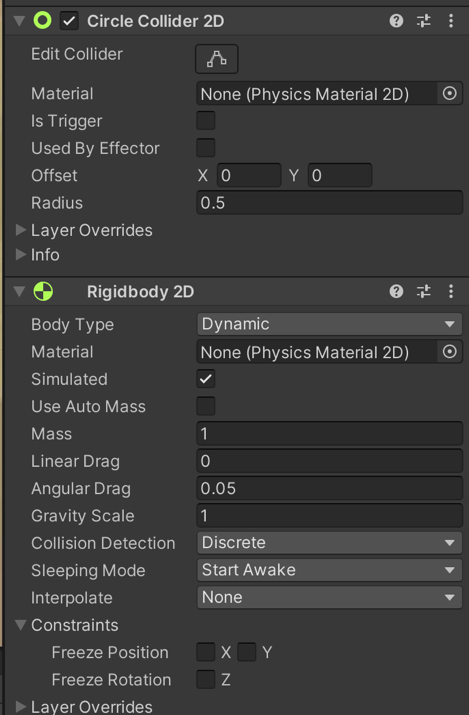 Circle Collider 2D
Edit Collider
Material None (Physics Material 2D)
Is Trigger
Used By Effector
Offset X 0 Y 0
Radius 0.5
Layer Overrides
Info
Rigidbody 2D
Body Type Dynamic
Material None (Physics Material 2D)
Simulated
Use Auto Mass
Mass 1
Linear Drag 0
Angular Drag 0.05
Gravity Scale 1
Collision Detection Discrete
Sleeping Mode Start Awake
Interpolate None
Constraints
Freeze Position X Y
Freeze Rotation Z
Layer Overrides